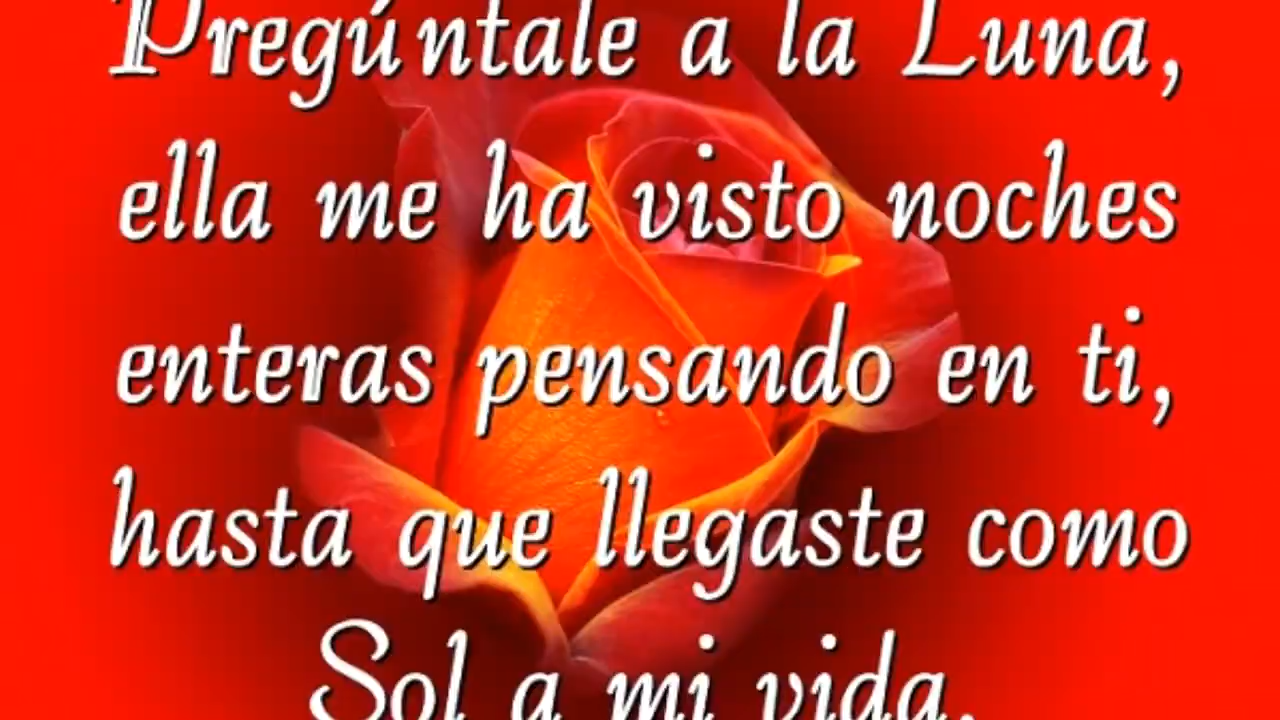 Pregúntale a la Luna,
ella me ha visto noches
enteras pensando en ti,
hasta que llegaste como
Sol a mi vida.